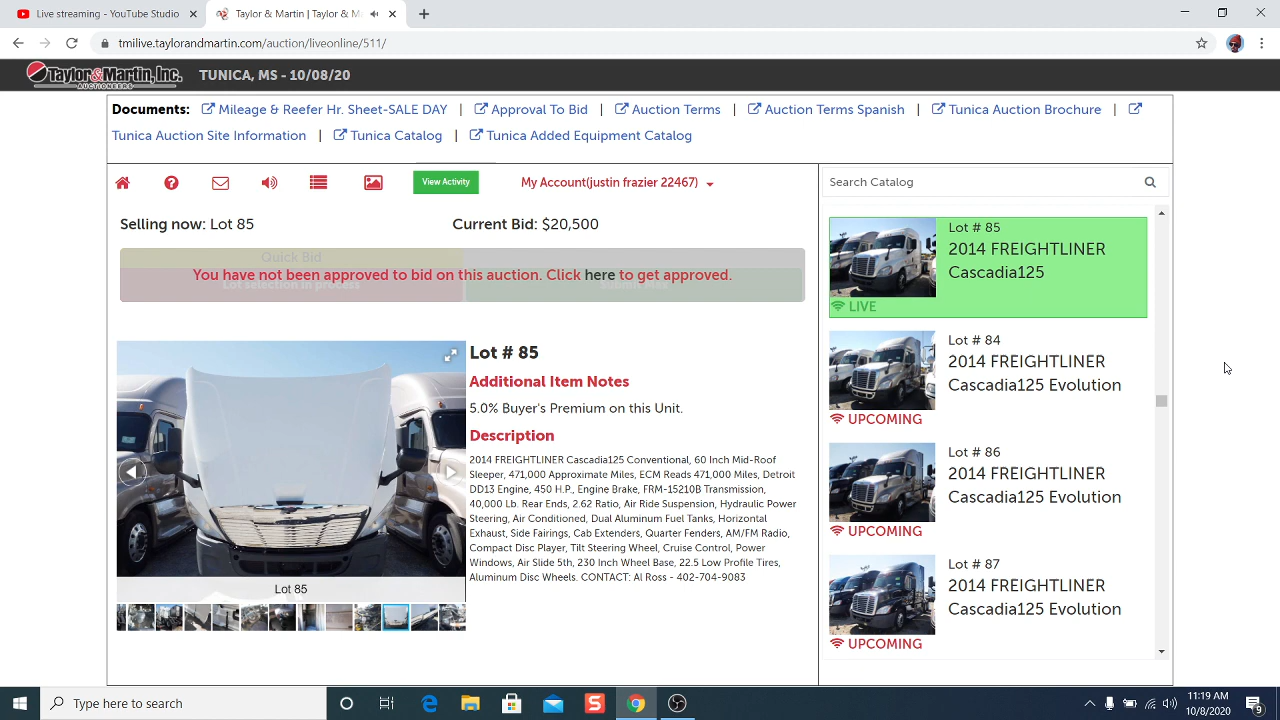 Live streaming - YouTube Studio
Taylor & Martin | Taylor & M
tmilive.taylorandmartin.com/auction/liveonline/511/
Taylor&Martin, Inc.
AUCTIONEERS
TUNICA, MS - 10/08/20
Documents: Mileage & Reefer Hr. Sheet-SALE DAY | Approval To Bid | Auction Terms | Auction Terms Spanish | Tunica Auction Brochure |
Tunica Auction Site Information | Tunica Catalog | Tunica Added Equipment Catalog
View Activity
My Account(justin frazier 22467)
Search Catalog
Selling now: Lot 85
Current Bid: $20,500
Quick Bid
You have not been approved to bid on this auction. Click here to get approved.
Lot selection in process
Submit Max
Lot 85
Lot # 85
Additional Item Notes
5.0% Buyer's Premium on this Unit.
Description
2014 FREIGHTLINER Cascadia125 Conventional, 60 Inch Mid-Roof
Sleeper, 471,000 Approximate Miles, ECM Reads 471,000 Miles, Detroit
DD13 Engine, 450 H.P., Engine Brake, FRM-15210B Transmission,
40,000 Lb. Rear Ends, 2.62 Ratio, Air Ride Suspension, Hydraulic Power
Steering, Air Conditioned, Dual Aluminum Fuel Tanks, Horizontal
Exhaust, Side Fairings, Cab Extenders, Quarter Fenders, AM/FM Radio,
Compact Disc Player, Tilt Steering Wheel, Cruise Control, Power
Windows, Air Slide 5th, 230 Inch Wheel Base, 22.5 Low Profile Tires,
Aluminum Disc Wheels. CONTACT: Al Ross - 402-704-9083
Lot # 85
2014 FREIGHTLINER
Cascadia125
LIVE
Lot # 84
2014 FREIGHTLINER
Cascadia125 Evolution
UPCOMING
Lot # 86
2014 FREIGHTLINER
Cascadia125 Evolution
UPCOMING
Lot # 87
2014 FREIGHTLINER
Cascadia125 Evolution
UPCOMING
Type here to search
S
11:19 AM
10/8/2020
9